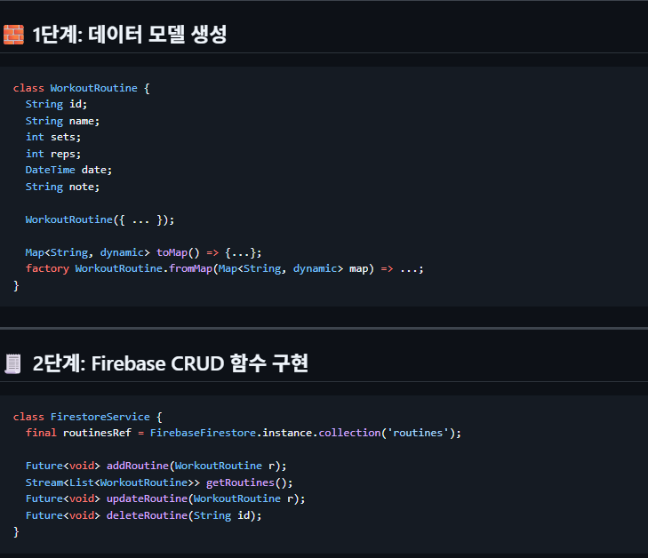 🧱 1단계: 데이터 모델 생성
class WorkoutRoutine {
  String id;
  String name;
  int sets;
  int reps;
  DateTime date;
  String note;

  WorkoutRoutine({ ... });

  Map<String, dynamic> toMap() => {...};
  factory WorkoutRoutine.fromMap(Map<String, dynamic> map) => ...;
}
🧾 2단계: Firebase CRUD 함수 구현
class FirestoreService {
  final routinesRef = FirebaseFirestore.instance.collection('routines');

  Future<void> addRoutine(WorkoutRoutine r);
  Stream<List<WorkoutRoutine>> getRoutines();
  Future<void> updateRoutine(WorkoutRoutine r);
  Future<void> deleteRoutine(String id);
}